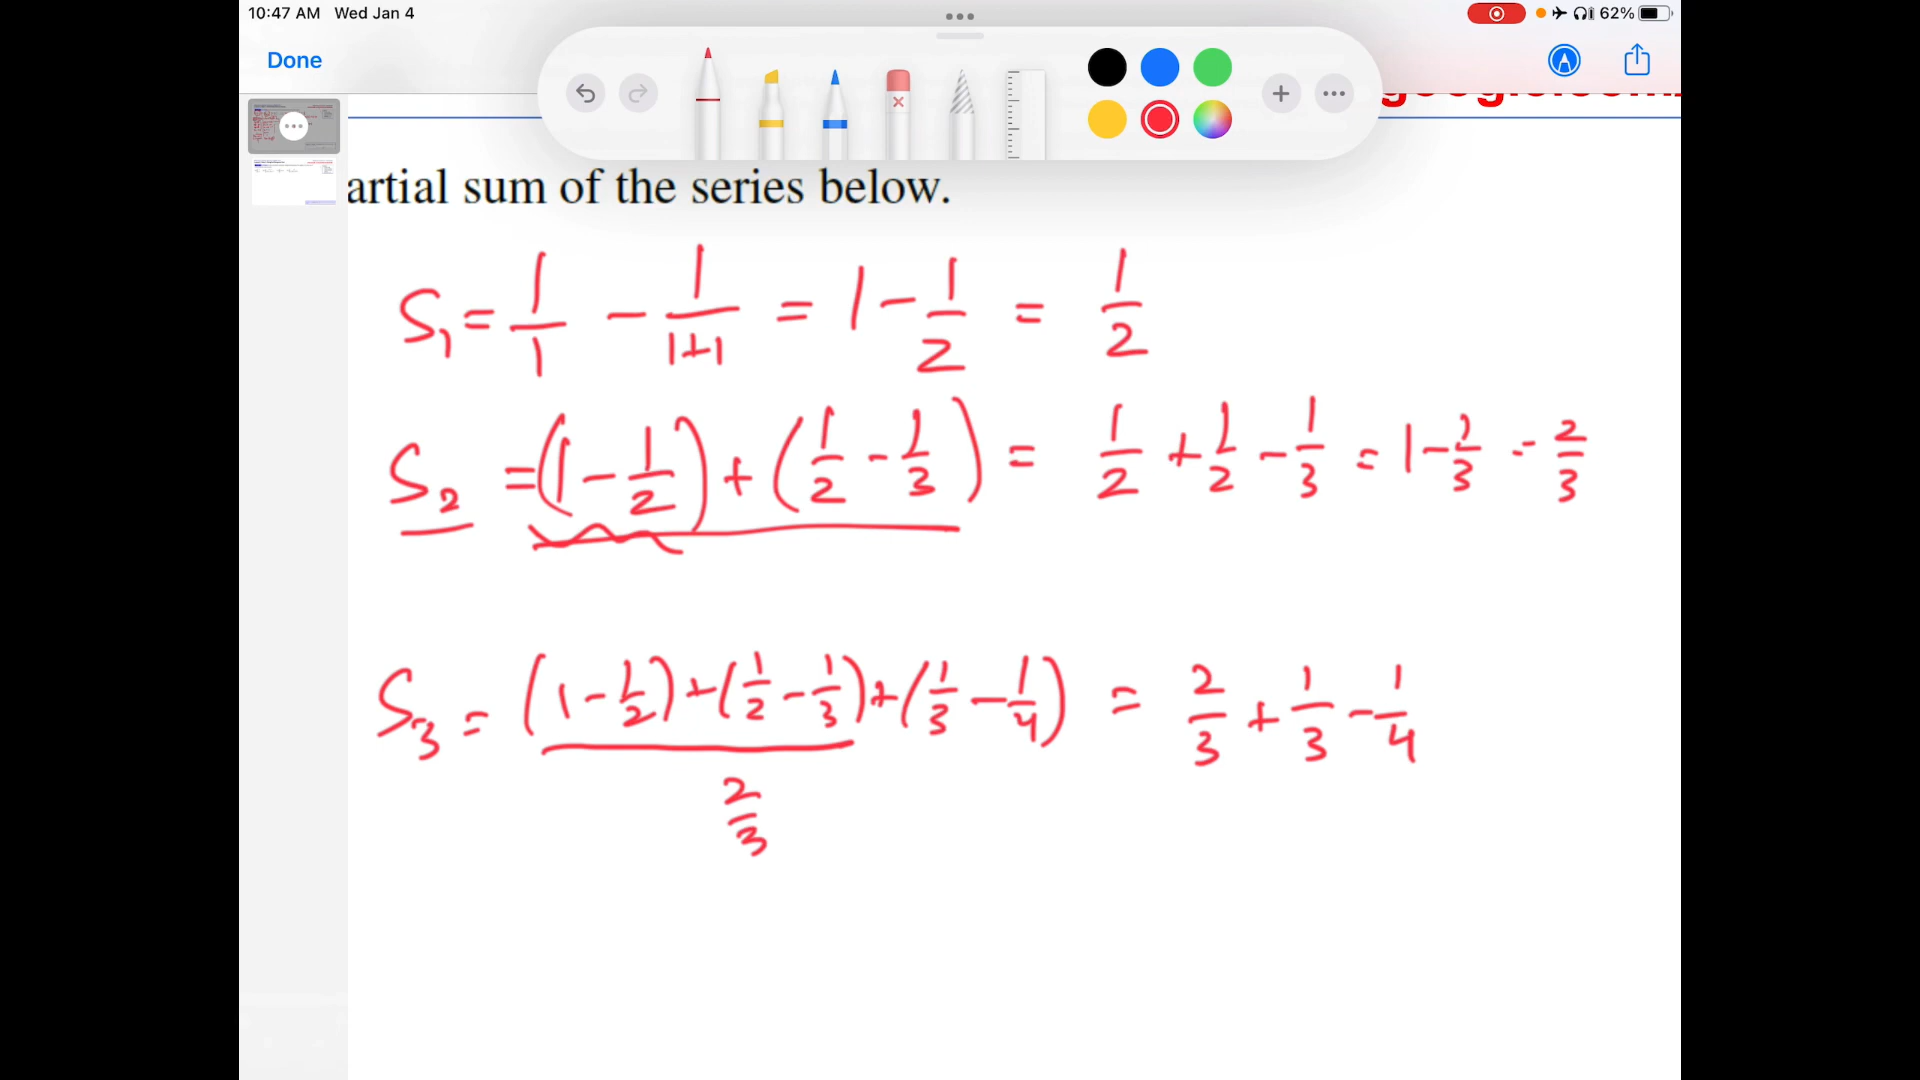 10:47 AM Wed Jan 4
62%
Done
artial sum of the series below.
S₁ = 1/1 - 1/1+1 = 1 - 1/2 = 1/2
S₂ = (1 - 1/2) + (1/2 - 1/3) = 1/2 + 1/2 - 1/3 = 1 - 1/3 = 2/3
S₃ = (1 - 1/2) + (1/2 - 1/3) + (1/3 - 1/4) = 2/3 + 1/3 - 1/4
2/3